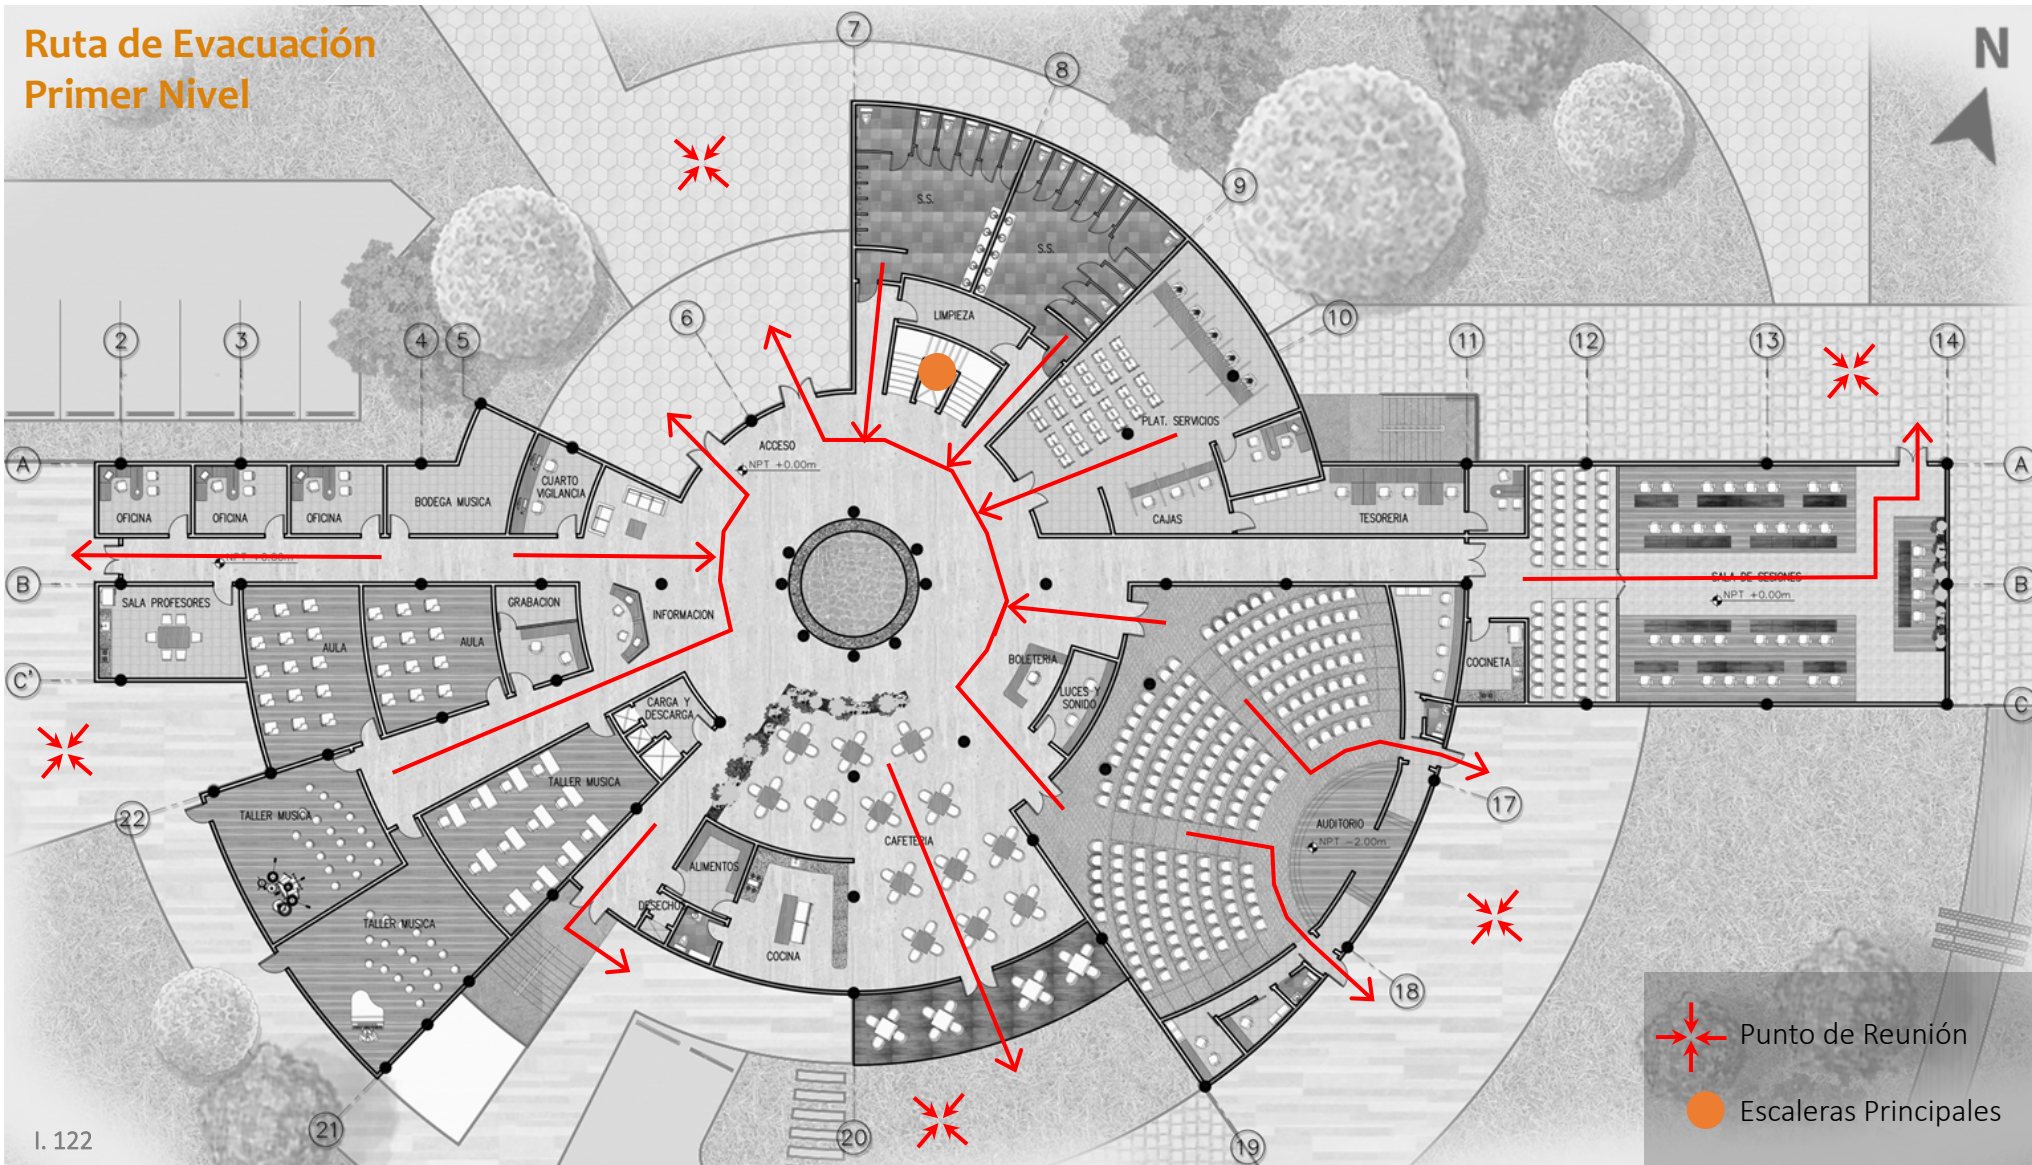 Ruta de Evacuación
Primer Nivel
N
7
8
9
6
10
2
3
4
5
11
12
13
14
S.S.
S.S.
LIMPIEZA
PLAT. SERVICIOS
ACCESO
NPT +0.00m
A
A
OFICINA
OFICINA
OFICINA
BODEGA MUSICA
CUARTO
VIGILANCIA
CAJAS
TESORERIA
NPT +0.00m
B
B
SALA DE SESIONES
NPT +0.00m
SALA PROFESORES
GRABACION
INFORMACION
AULA
AULA
BOLETERIA
COCINETA
C'
C
LUCES Y
SONIDO
CARGA Y
DESCARGA
TALLER MUSICA
17
22
TALLER MUSICA
AUDITORIO
NPT -2.00m
CAFETERIA
ALIMENTOS
DESECHO
TALLER MUSICA
COCINA
18
Punto de Reunión
Escaleras Principales
I. 122
21
20
19